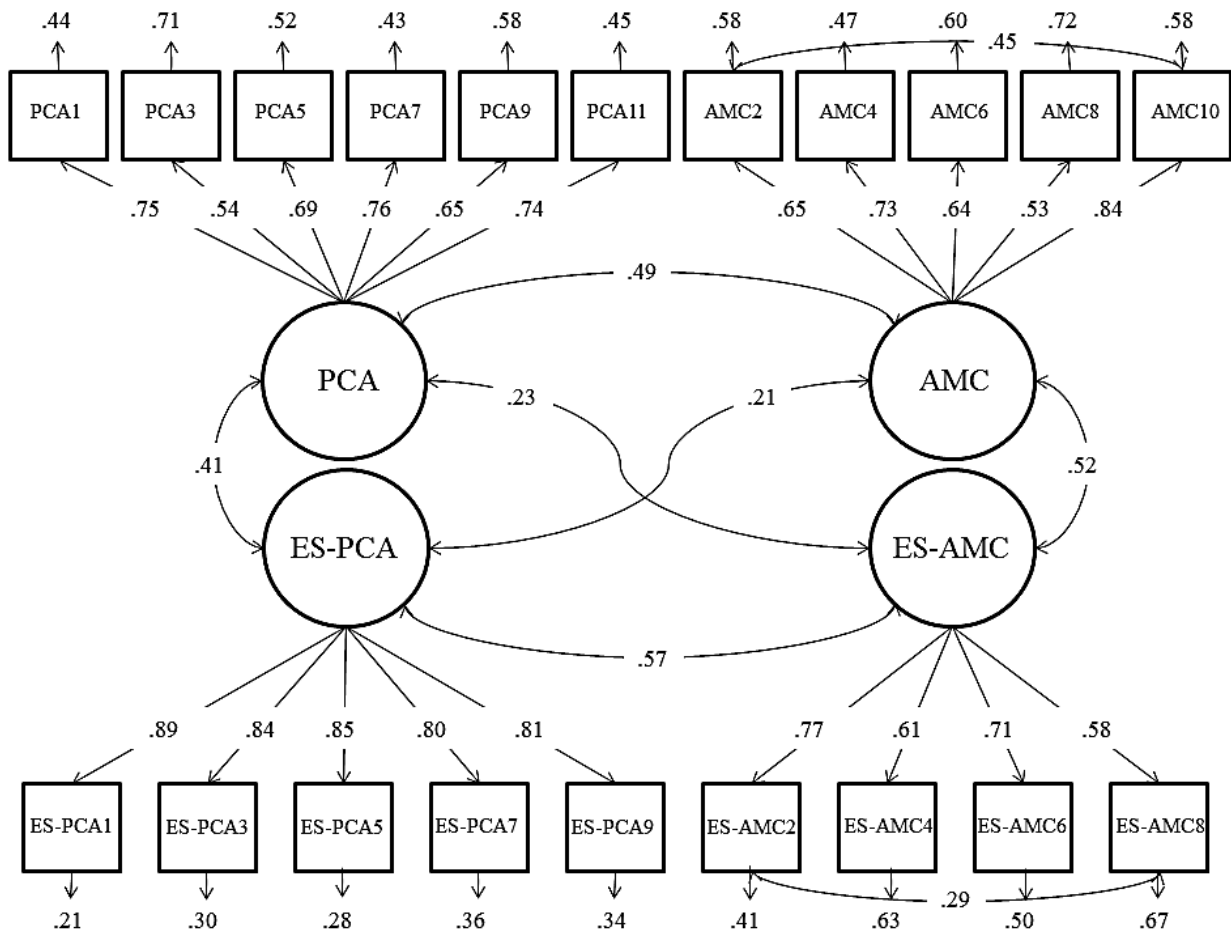 .44 .71 .52 .43 .58 .45 .58 .47 .60 .72 .58
.45
PCA1 PCA3 PCA5 PCA7 PCA9 PCA11 AMC2 AMC4 AMC6 AMC8 AMC10
.75 .54 .69 .76 .65 .74 .65 .73 .64 .53 .84
.49
PCA AMC
.23 .21
.41 .52
ES-PCA ES-AMC
.57
.89 .84 .85 .80 .81 .77 .61 .71 .58
ES-PCA1 ES-PCA3 ES-PCA5 ES-PCA7 ES-PCA9 ES-AMC2 ES-AMC4 ES-AMC6 ES-AMC8
.29
.21 .30 .28 .36 .34 .41 .63 .50 .67